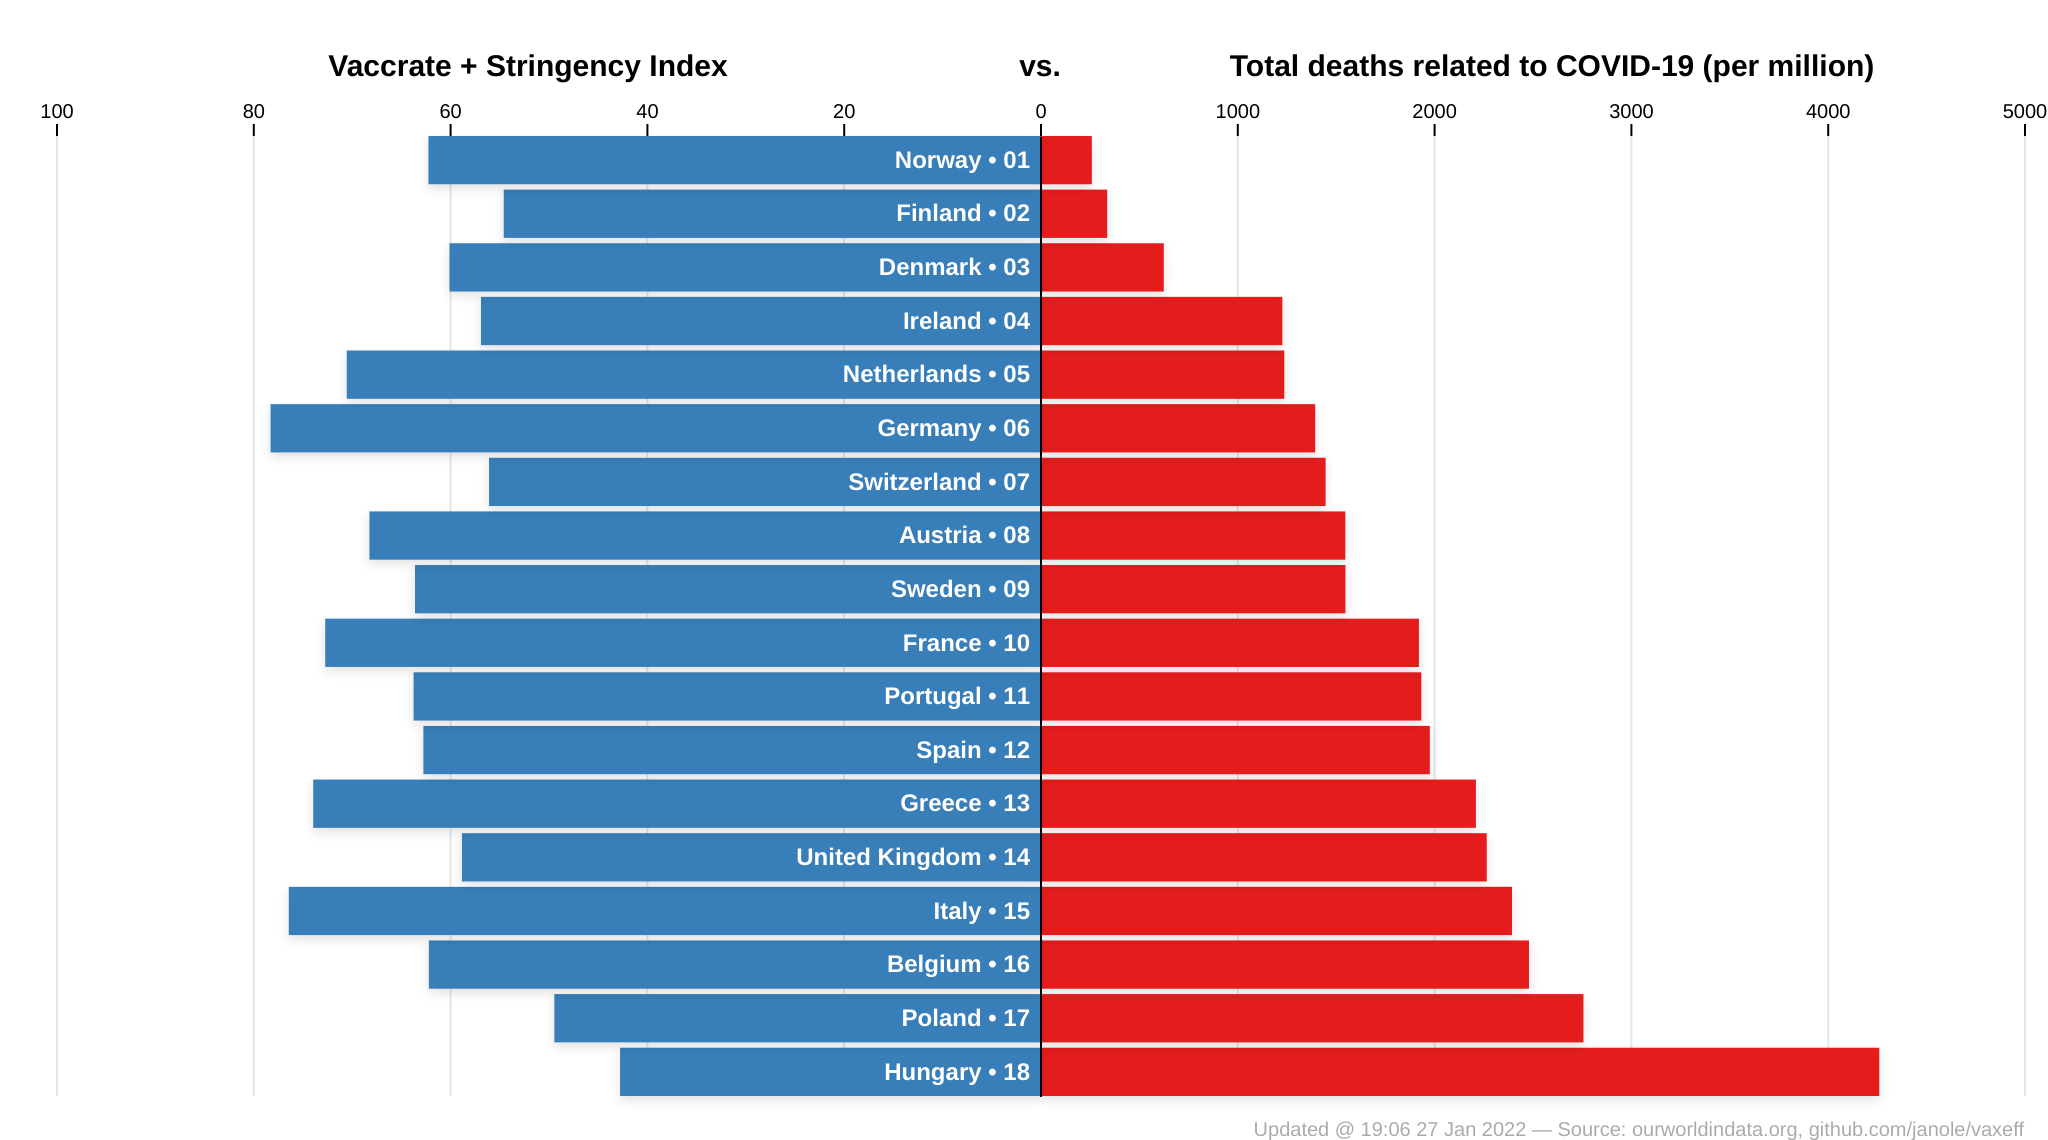 Vaccrate + Stringency Index vs. Total deaths related to COVID-19 (per million)
100 80 60 40 20 0 1000 2000 3000 4000 5000
Norway • 01
Finland • 02
Denmark • 03
Ireland • 04
Netherlands • 05
Germany • 06
Switzerland • 07
Austria • 08
Sweden • 09
France • 10
Portugal • 11
Spain • 12
Greece • 13
United Kingdom • 14
Italy • 15
Belgium • 16
Poland • 17
Hungary • 18
Updated @ 19:06 27 Jan 2022 — Source: ourworldindata.org, github.com/janole/vaxeff